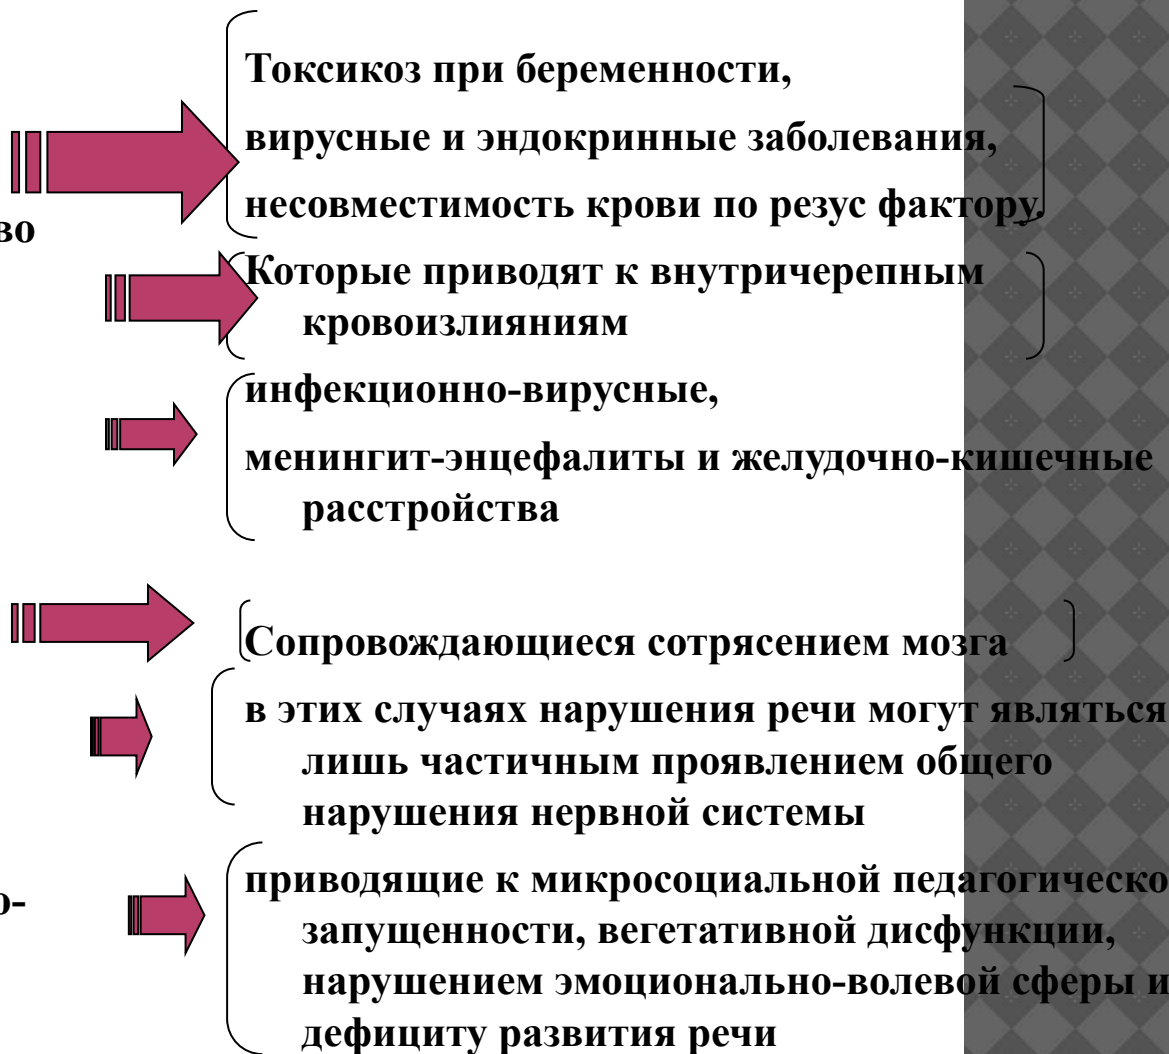 Токсикоз при беременности,
вирусные и эндокринные заболевания,
несовместимость крови по резус фактору.
во
Которые приводят к внутричерепным
кровоизлияниям
инфекционно-вирусные,
менингит-энцефалиты и желудочно-кишечные
расстройства
Сопровождающиеся сотрясением мозга
в этих случаях нарушения речи могут являться
лишь частичным проявлением общего
нарушения нервной системы
приводящие к микросоциальной педагогическо
о-
запущенности, вегетативной дисфункции,
нарушением эмоционально-волевой сферы и
дефициту развития речи